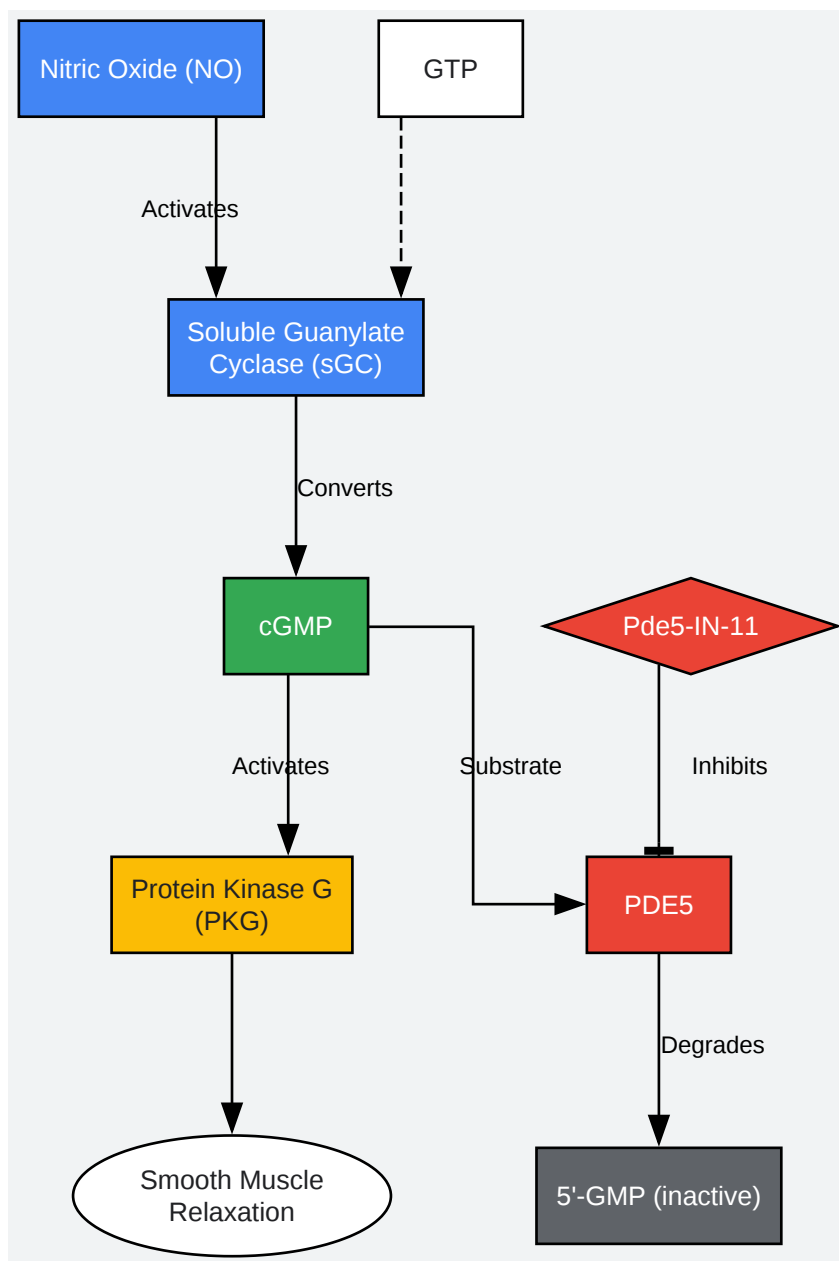 Nitric Oxide (NO)
GTP
Activates
Soluble Guanylate
Cyclase (sGC)
Converts
cGMP
Pde5-IN-11
Activates
Substrate
Inhibits
Protein Kinase G
(PKG)
PDE5
Degrades
Smooth Muscle
Relaxation
5'-GMP (inactive)